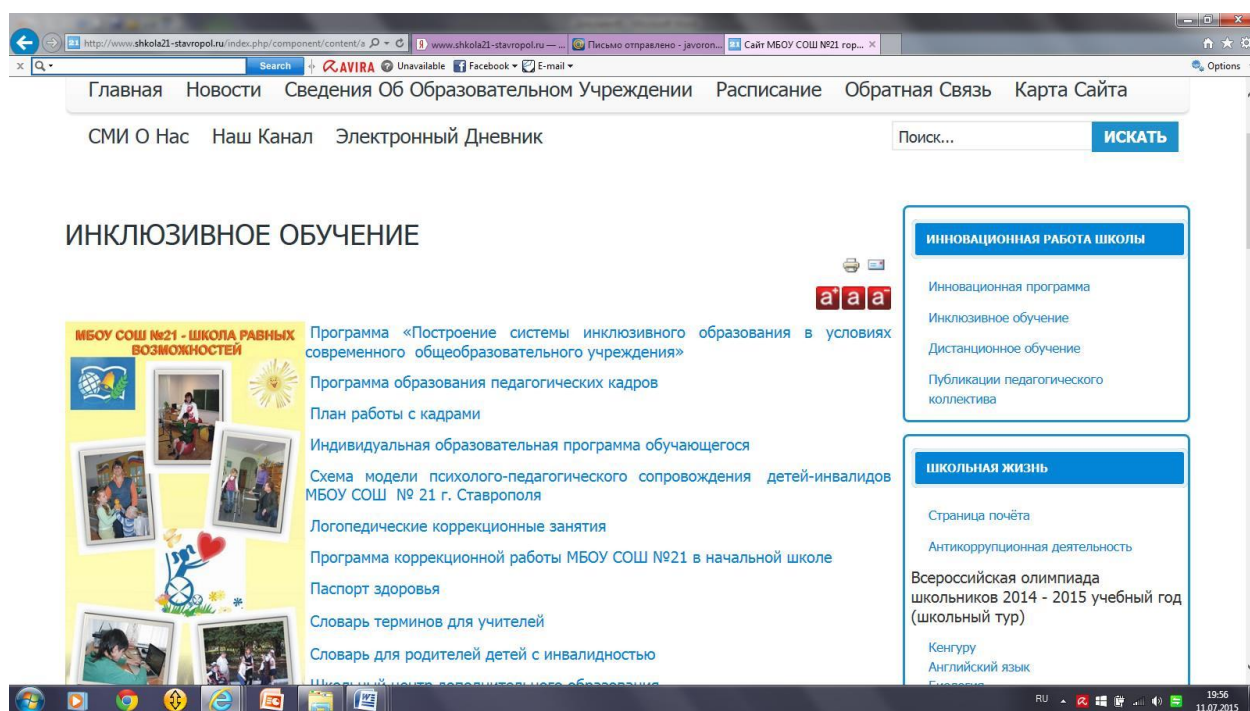 http://www.shkola21-stavropol.ru/index.php/component/content/a
www.shkola21-stavropol.ru — ...
Письмо отправлено - javoron...
Сайт МБОУ СОШ №21 гор...
Search
AVIRA
Unavailable
Facebook
E-mail
Options
Главная Новости Сведения Об Образовательном Учреждении Расписание Обратная Связь Карта Сайта
СМИ О Нас Наш Канал Электронный Дневник
Поиск...
ИСКАТЬ
ИНКЛЮЗИВНОЕ ОБУЧЕНИЕ
a+ a a-
МБОУ СОШ №21 - ШКОЛА РАВНЫХ
ВОЗМОЖНОСТЕЙ
Программа «Построение системы инклюзивного образования в условиях
современного общеобразовательного учреждения»
Программа образования педагогических кадров
План работы с кадрами
Индивидуальная образовательная программа обучающегося
Схема модели психолого-педагогического сопровождения детей-инвалидов
МБОУ СОШ № 21 г. Ставрополя
Логопедические коррекционные занятия
Программа коррекционной работы МБОУ СОШ №21 в начальной школе
Паспорт здоровья
Словарь терминов для учителей
Словарь для родителей детей с инвалидностью
Школьный центр дополнительного образования
ИННОВАЦИОННАЯ РАБОТА ШКОЛЫ
Инновационная программа
Инклюзивное обучение
Дистанционное обучение
Публикации педагогического
коллектива
ШКОЛЬНАЯ ЖИЗНЬ
Страница почёта
Антикоррупционная деятельность
Всероссийская олимпиада
школьников 2014 - 2015 учебный год
(школьный тур)
Кенгуру
Английский язык
Биология
RU
19:56
11.07.2015